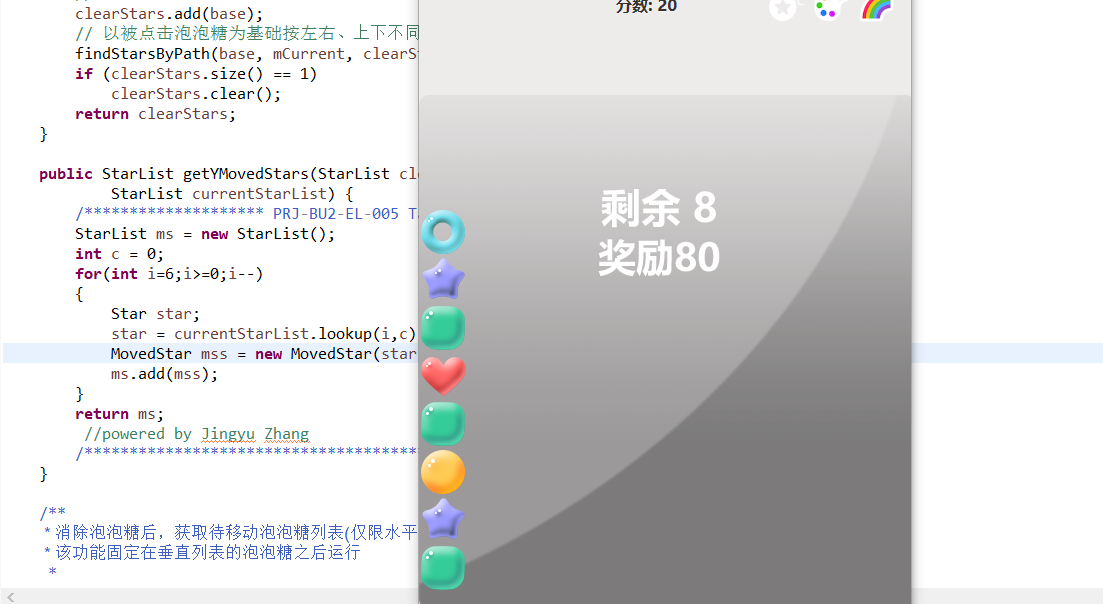 clearStars.add(base);
// 以被点击泡泡糖为基础按左右、上下不同
findStarsByPath(base, mCurrent, clearSt
if (clearStars.size() == 1)
clearStars.clear();
return clearStars;
}
public StarList getYMovedStars(StarList cl
StarList currentStarList) {
/******************** PRJ-BU2-EL-005 Ta
StarList ms = new StarList();
int c = 0;
for(int i=6;i>=0;i--)
{
Star star;
star = currentStarList.lookup(i,c)
MovedStar mss = new MovedStar(star
ms.add(mss);
}
return ms;
//powered by Jingyu Zhang
/**************************************
}
/**
* 消除泡泡糖后，获取待移动泡泡糖列表(仅限水平
* 该功能固定在垂直列表的泡泡糖之后运行
*
分数: 20
剩余 8
奖励80